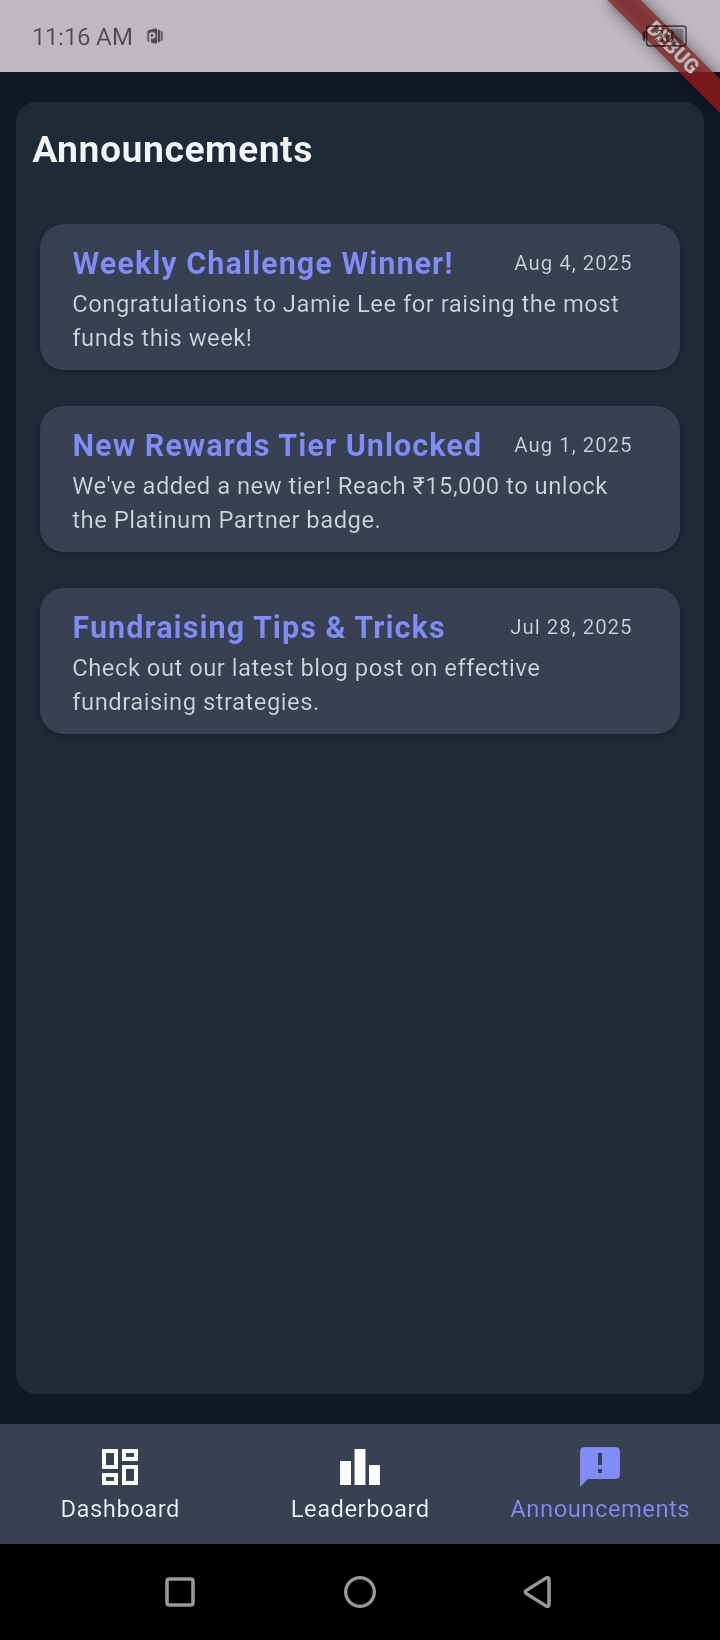 11:16 AM
DEBUG
Announcements
Weekly Challenge Winner! Aug 4, 2025
Congratulations to Jamie Lee for raising the most
funds this week!
New Rewards Tier Unlocked Aug 1, 2025
We've added a new tier! Reach ₹15,000 to unlock
the Platinum Partner badge.
Fundraising Tips & Tricks Jul 28, 2025
Check out our latest blog post on effective
fundraising strategies.
Dashboard Leaderboard Announcements